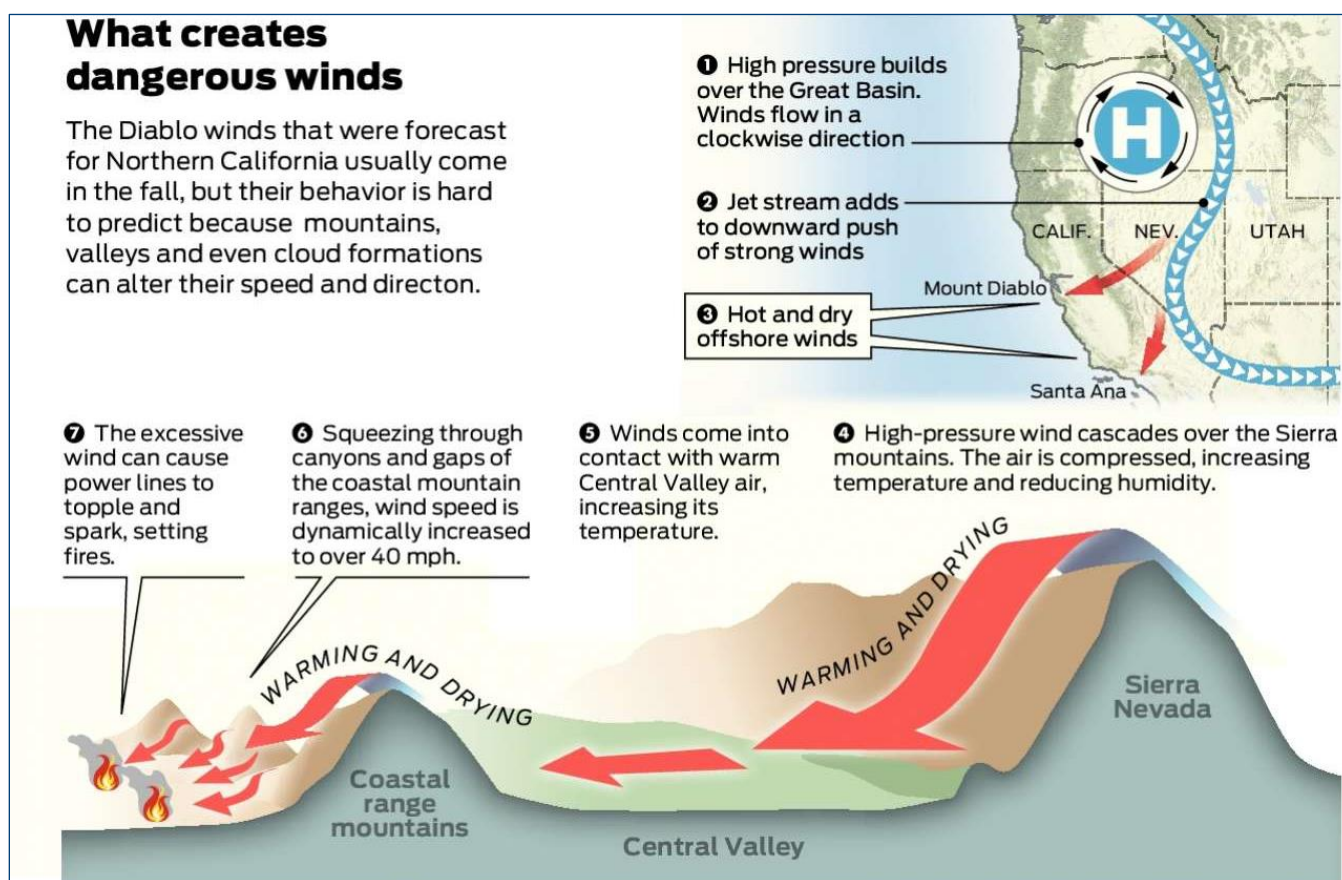 What creates
dangerous winds
The Diablo winds that were forecast
for Northern California usually come
in the fall, but their behavior is hard
to predict because mountains,
valleys and even cloud formations
can alter their speed and directon.
❶ High pressure builds
over the Great Basin.
Winds flow in a
clockwise direction
H
❷ Jet stream adds
to downward push
of strong winds
CALIF.
NEV.
UTAH
Mount Diablo
❸ Hot and dry
offshore winds
Santa Ana
❼ The excessive
wind can cause
power lines to
topple and
spark, setting
fires.
❻ Squeezing through
canyons and gaps of
the coastal mountain
ranges, wind speed is
dynamically increased
to over 40 mph.
❺ Winds come into
contact with warm
Central Valley air,
increasing its
temperature.
❹ High-pressure wind cascades over the Sierra
mountains. The air is compressed, increasing
temperature and reducing humidity.
WARMING AND DRYING
WARMING AND DRYING
Sierra
Nevada
Coastal
range
mountains
Central Valley